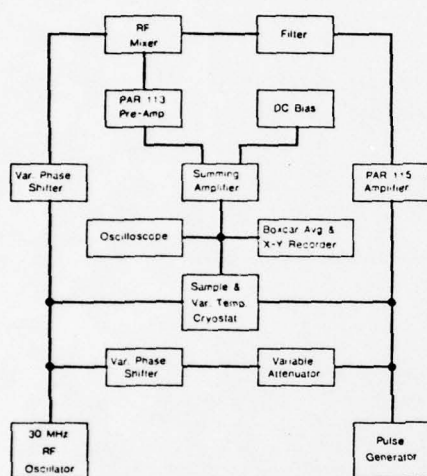 RF
Mixer
Filter
PAR 113
Pre-Amp
DC Bias
Var. Phase
Shifter
Summing
Amplifier
PAR 115
Amplifier
Oscilloscope
Boxcar Avg &
X-Y Recorder
Sample &
Var. Temp.
Cryostat
Var. Phase
Shifter
Variable
Attenuator
30 MHz
RF
Oscillator
Pulse
Generator